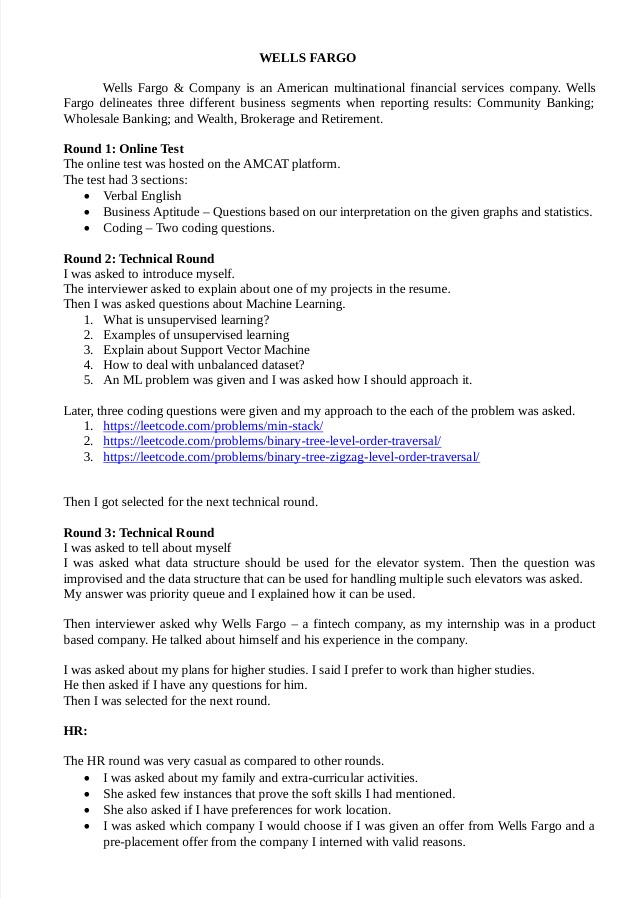 WELLS FARGO
Wells Fargo & Company is an American multinational financial services company. Wells
Fargo delineates three different business segments when reporting results: Community Banking;
Wholesale Banking; and Wealth, Brokerage and Retirement.
Round 1: Online Test
The online test was hosted on the AMCAT platform.
The test had 3 sections:
• Verbal English
• Business Aptitude – Questions based on our interpretation on the given graphs and statistics.
• Coding – Two coding questions.
Round 2: Technical Round
I was asked to introduce myself.
The interviewer asked to explain about one of my projects in the resume.
Then I was asked questions about Machine Learning.
1. What is unsupervised learning?
2. Examples of unsupervised learning
3. Explain about Support Vector Machine
4. How to deal with unbalanced dataset?
5. An ML problem was given and I was asked how I should approach it.
Later, three coding questions were given and my approach to the each of the problem was asked.
1. https://leetcode.com/problems/min-stack/
2. https://leetcode.com/problems/binary-tree-level-order-traversal/
3. https://leetcode.com/problems/binary-tree-zigzag-level-order-traversal/
Then I got selected for the next technical round.
Round 3: Technical Round
I was asked to tell about myself
I was asked what data structure should be used for the elevator system. Then the question was
improvised and the data structure that can be used for handling multiple such elevators was asked.
My answer was priority queue and I explained how it can be used.
Then interviewer asked why Wells Fargo – a fintech company, as my internship was in a product
based company. He talked about himself and his experience in the company.
I was asked about my plans for higher studies. I said I prefer to work than higher studies.
He then asked if I have any questions for him.
Then I was selected for the next round.
HR:
The HR round was very casual as compared to other rounds.
• I was asked about my family and extra-curricular activities.
• She asked few instances that prove the soft skills I had mentioned.
• She also asked if I have preferences for work location.
• I was asked which company I would choose if I was given an offer from Wells Fargo and a
pre-placement offer from the company I interned with valid reasons.